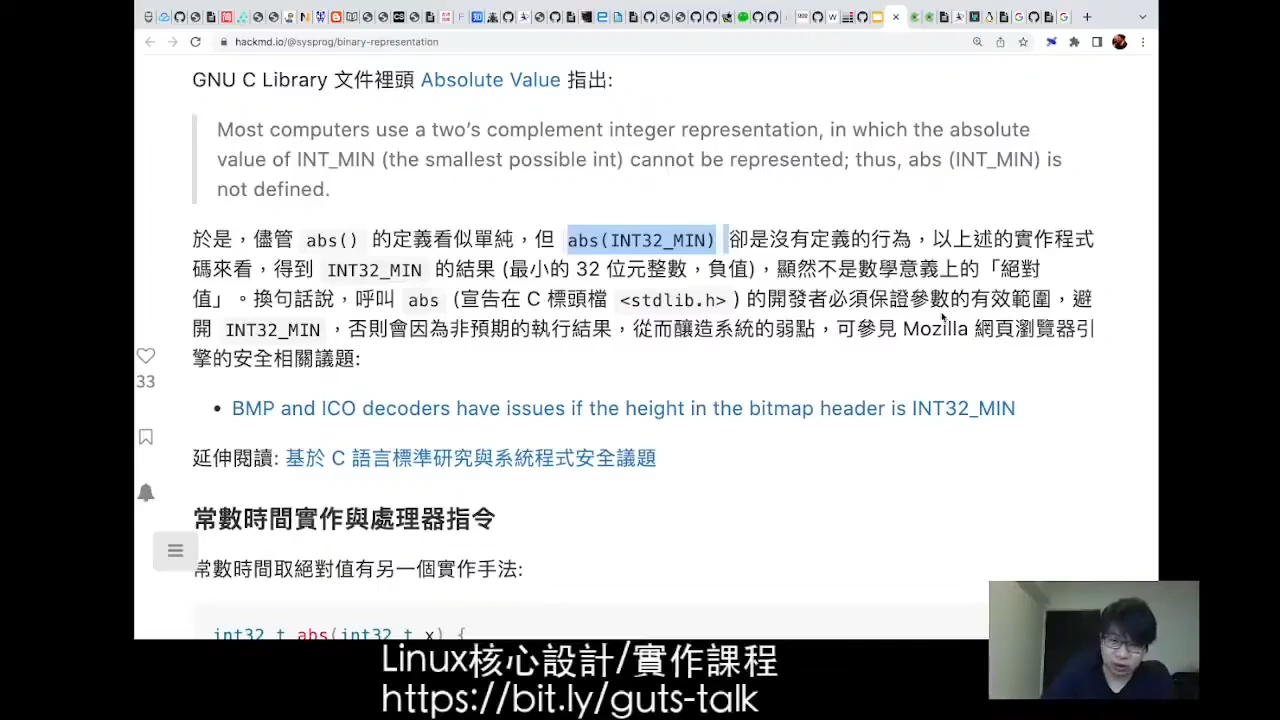 hackmd.io/@sysprog/binary-representation
GNU C Library 文件裡頭 Absolute Value 指出:
Most computers use a two's complement integer representation, in which the absolute
value of INT_MIN (the smallest possible int) cannot be represented; thus, abs (INT_MIN) is
not defined.
於是，儘管 abs() 的定義看似單純，但 abs(INT32_MIN) 卻是沒有定義的行為，以上述的實作程式
碼來看，得到 INT32_MIN 的結果 (最小的 32 位元整數，負值)，顯然不是數學意義上的「絕對
值」。換句話說，呼叫 abs (宣告在 C 標頭檔 <stdlib.h> ) 的開發者必須保證參數的有效範圍，避
開 INT32_MIN ，否則會因為非預期的執行結果，從而釀造系統的弱點，可參見 Mozilla 網頁瀏覽器引
擎的安全相關議題:
33
• BMP and ICO decoders have issues if the height in the bitmap header is INT32_MIN
延伸閱讀: 基於 C 語言標準研究與系統程式安全議題
常數時間實作與處理器指令
常數時間取絕對值有另一個實作手法:
int32_t abs(int32_t x) {
Linux核心設計/實作課程
https://bit.ly/guts-talk